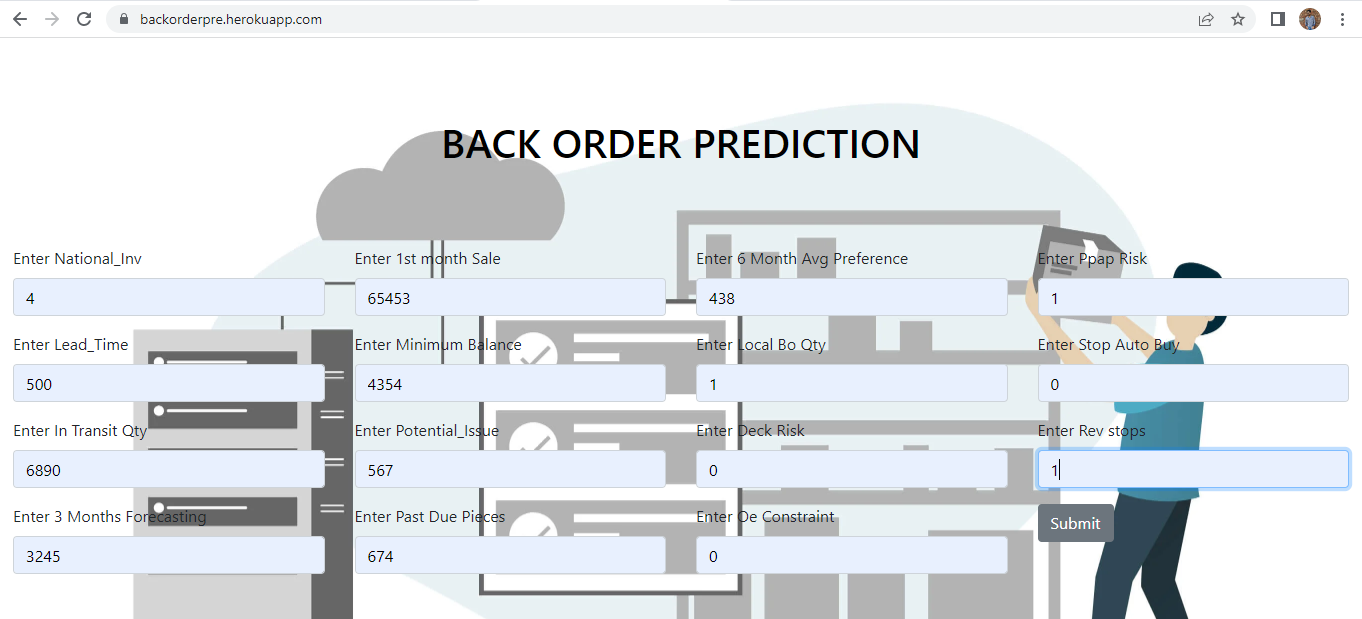 backorderpre.herokuapp.com
BACK ORDER PREDICTION
Enter National_Inv
4
Enter 1st month Sale
65453
Enter 6 Month Avg Preference
438
Enter Ppap Risk
1
Enter Lead_Time
500
Enter Minimum Balance
4354
Enter Local Bo Qty
1
Enter Stop Auto Buy
0
Enter In Transit Qty
6890
Enter Potential_Issue
567
Enter Deck Risk
0
Enter Rev stops
1
Enter 3 Months Forecasting
3245
Enter Past Due Pieces
674
Enter Oe Constraint
0
Submit